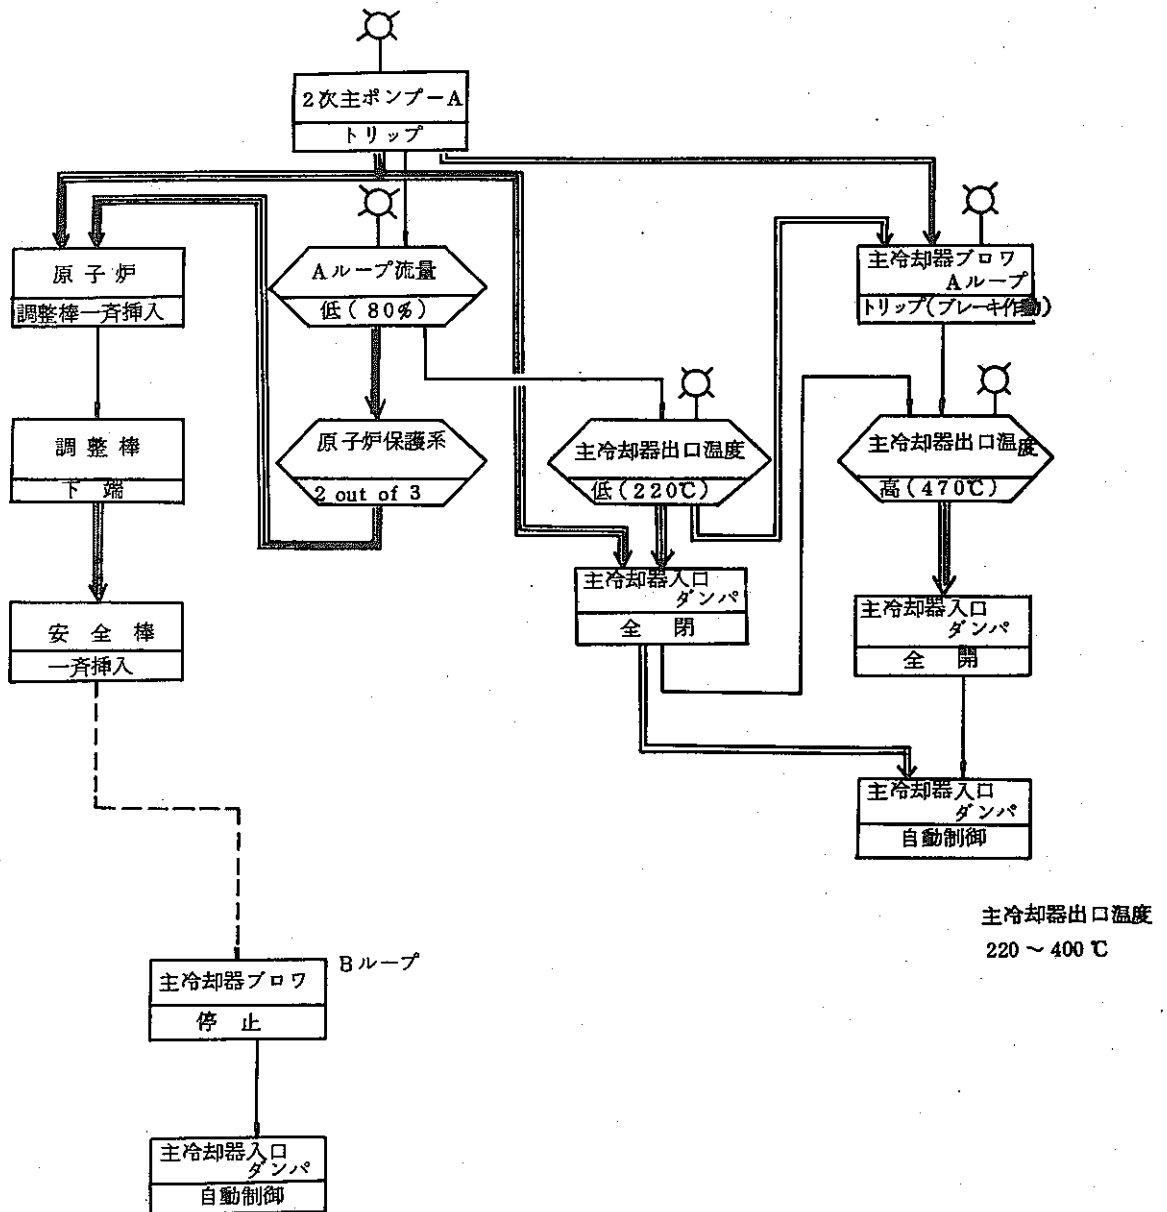 2次主ポンプーA
トリップ
原子炉
調整棒一斉挿入
Aループ流量
低(80%)
主冷却器ブロワ
Aループ
トリップ(ブレーキ作動)
調整棒
下端
原子炉保護系
2 out of 3
主冷却器出口温度
低(220℃)
主冷却器出口温度
高(470℃)
安全棒
一斉挿入
主冷却器入口
ダンパ
全閉
主冷却器入口
ダンパ
全開
主冷却器入口
ダンパ
自動制御
主冷却器出口温度
220～400℃
Bループ
主冷却器ブロワ
停止
主冷却器入口
ダンパ
自動制御